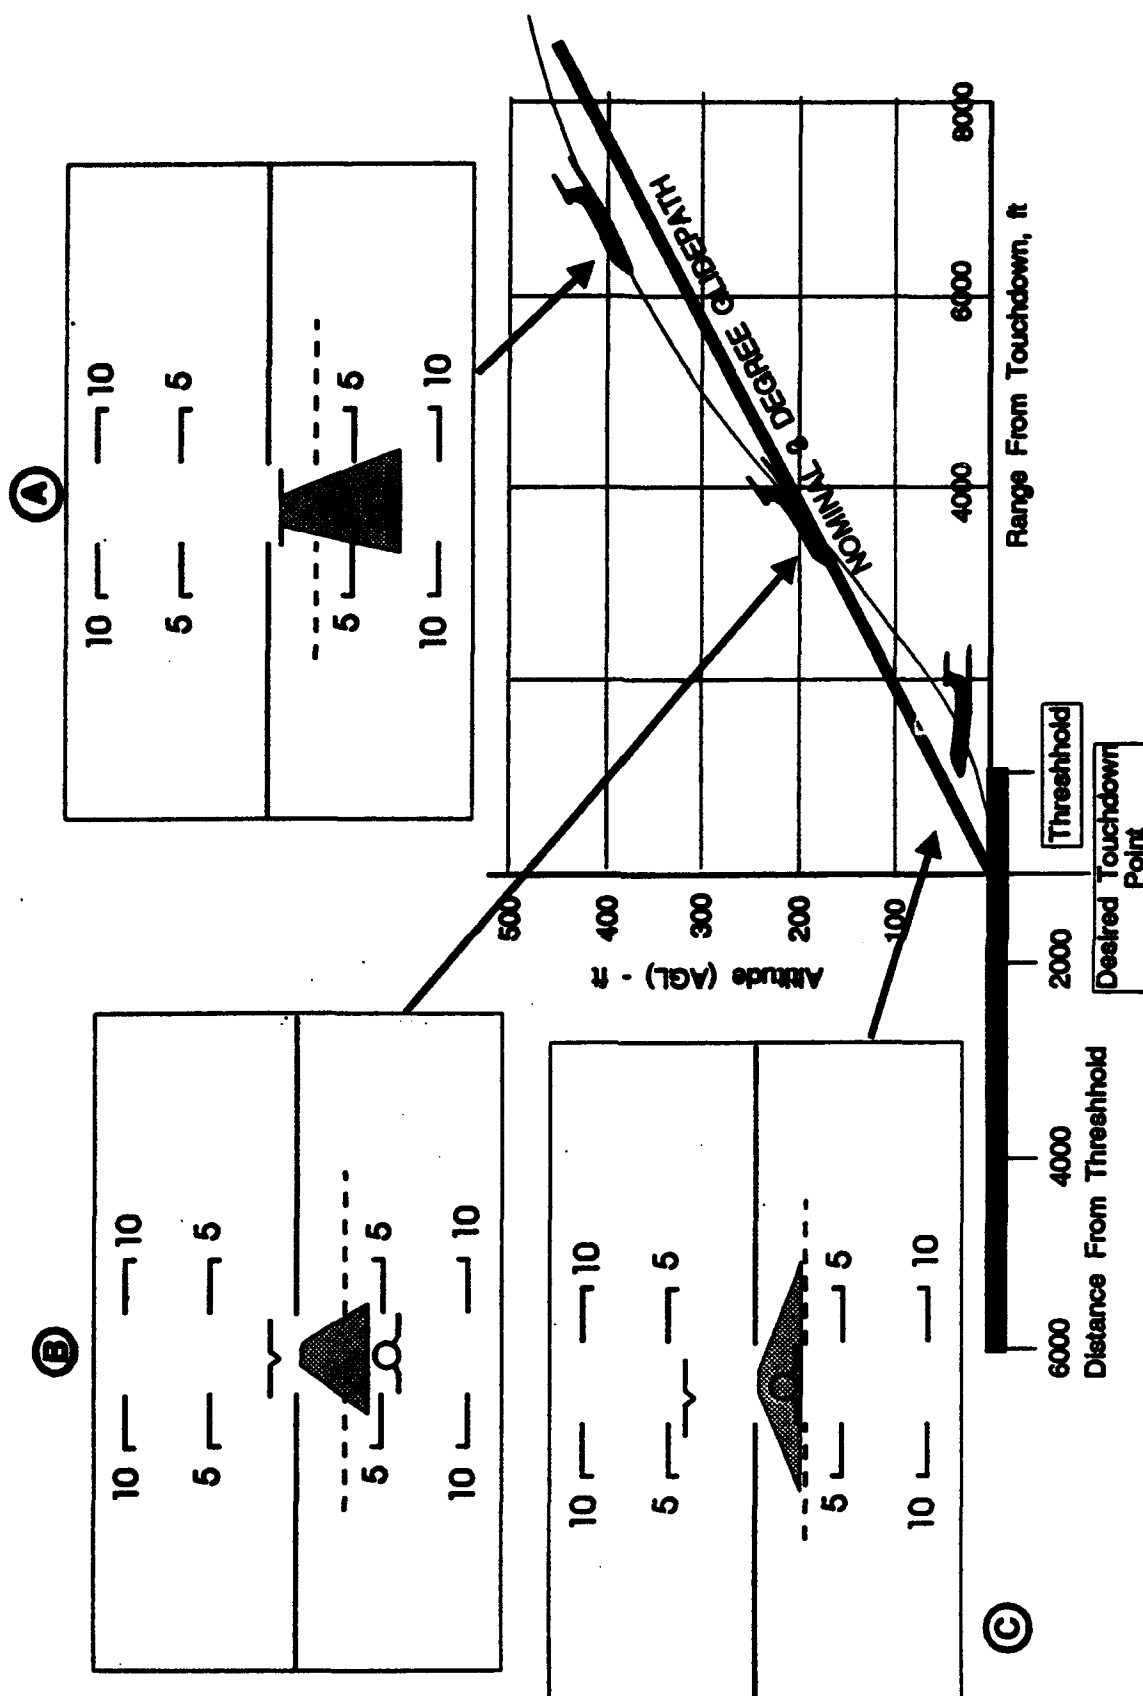 A
10 10
5 5
5 5
10 10
B
10 10
5 5
5 5
10 10
C
10 10
5 5
5 5
10 10
500
400
300
200
100
Altitude (AGL) - ft
NOMINAL 3 DEGREE GLIDEPATH
4000 6000 8000
Range From Touchdown, ft
6000 4000 2000
Distance From Threshhold
Threshhold
Desired Touchdown
Point